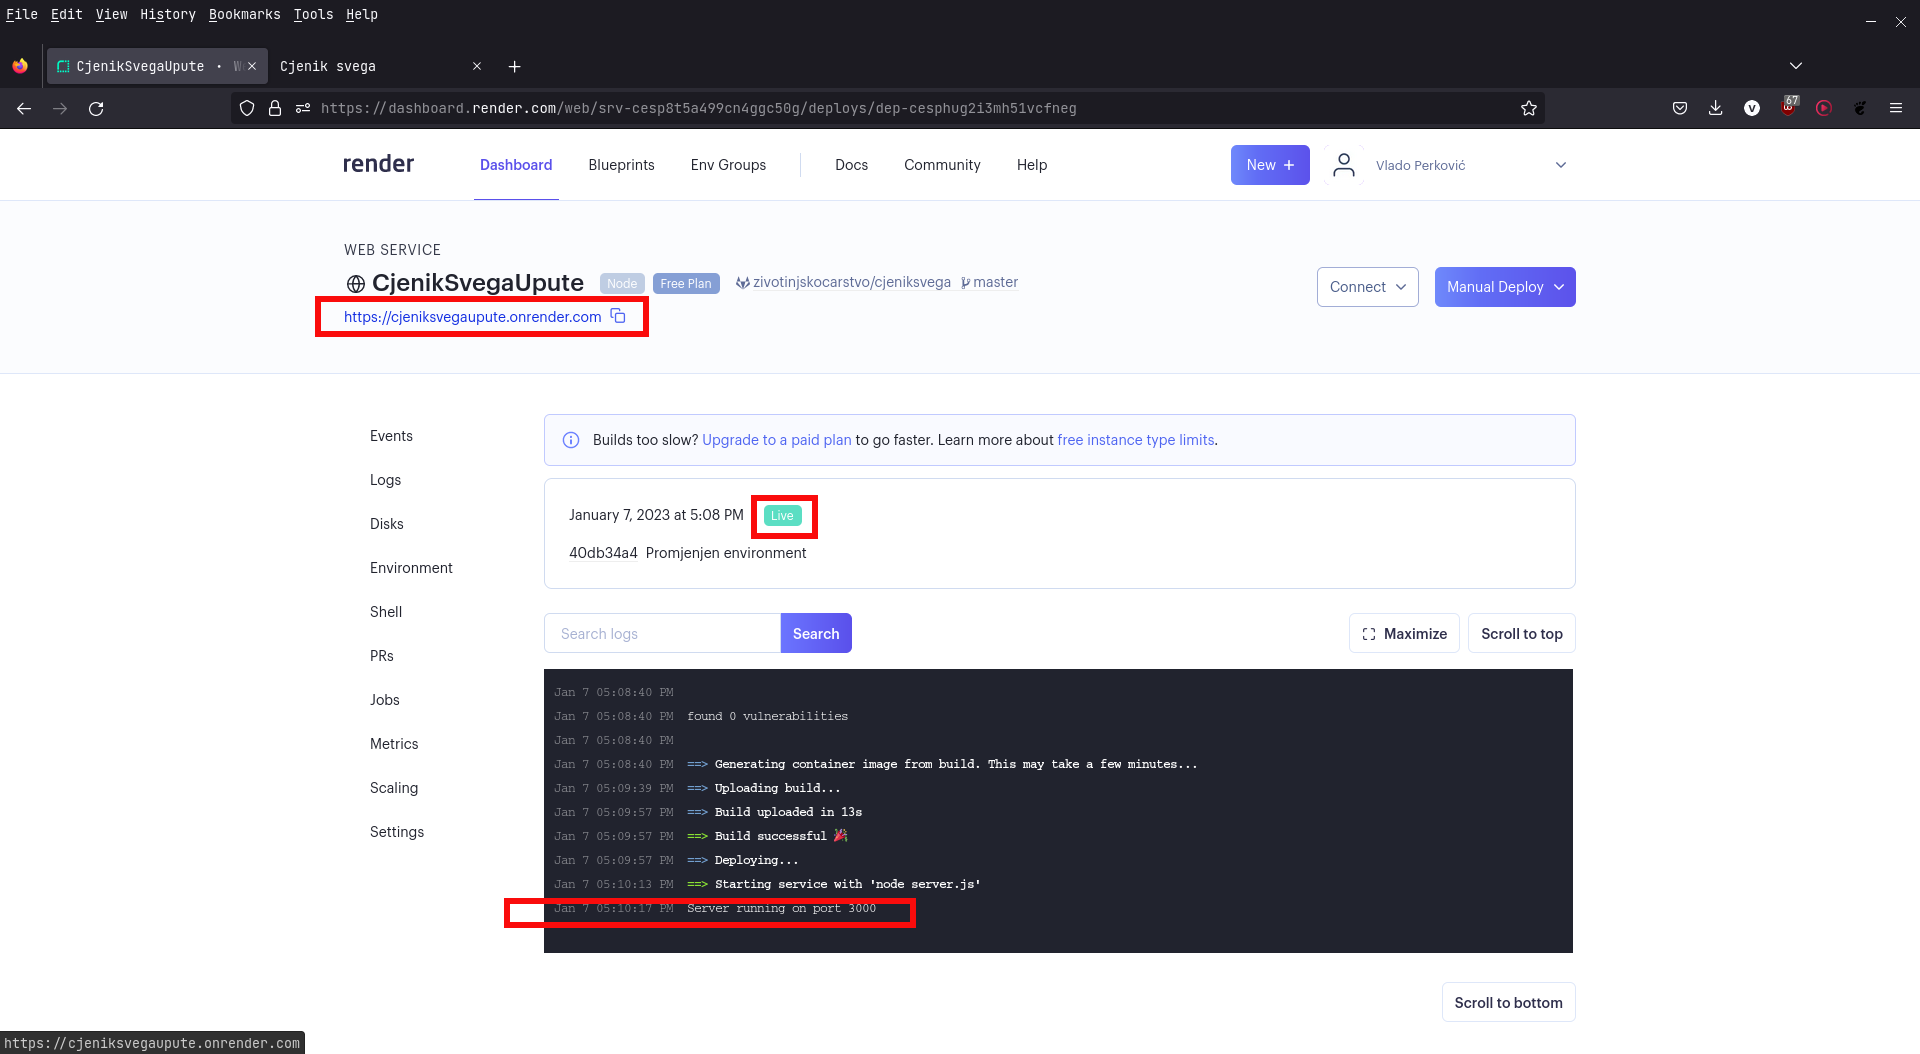 File Edit View History Bookmarks Tools Help
CjenikSvegaUpute ·
Cjenik svega
https://dashboard.render.com/web/srv-cesp8t5a499cn4ggc50g/deploys/dep-cesphug2i3mh51vcfneg
67
render Dashboard Blueprints Env Groups Docs Community Help New + Vlado Perković
WEB SERVICE
CjenikSvegaUpute Node Free Plan zivotinjskocarstvo/cjeniksvega master
Connect Manual Deploy
https://cjeniksvegaupute.onrender.com
Events
Logs
Disks
Environment
Shell
PRs
Jobs
Metrics
Scaling
Settings
Builds too slow? Upgrade to a paid plan to go faster. Learn more about free instance type limits.
January 7, 2023 at 5:08 PM Live
40db34a4 Promjenjen environment
Search logs Search Maximize Scroll to top
Jan 7 05:08:40 PM
Jan 7 05:08:40 PM found 0 vulnerabilities
Jan 7 05:08:40 PM
Jan 7 05:08:40 PM ==> Generating container image from build. This may take a few minutes...
Jan 7 05:09:39 PM ==> Uploading build...
Jan 7 05:09:57 PM ==> Build uploaded in 13s
Jan 7 05:09:57 PM ==> Build successful 🎉
Jan 7 05:09:57 PM ==> Deploying...
Jan 7 05:10:13 PM ==> Starting service with 'node server.js'
Jan 7 05:10:17 PM Server running on port 3000
Scroll to bottom
https://cjeniksvegaupute.onrender.com